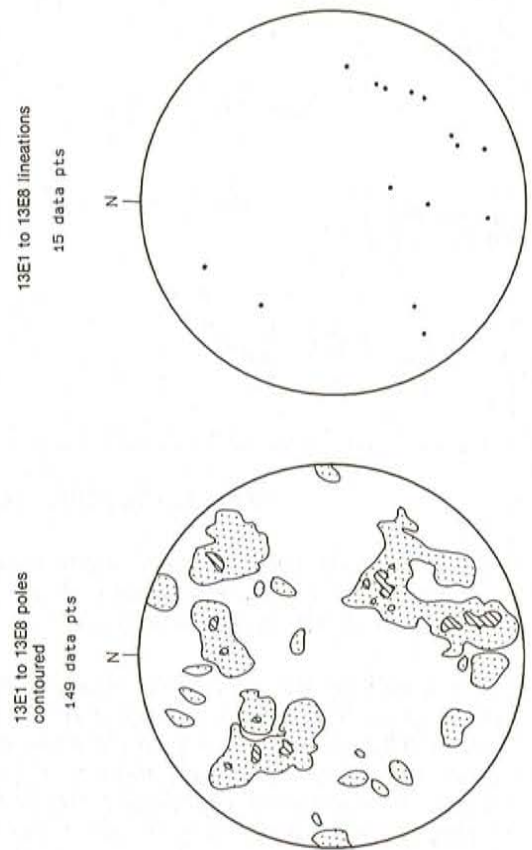 13E1 to 13E8 lineations
15 data pts
N
13E1 to 13E8 poles
contoured
149 data pts
N